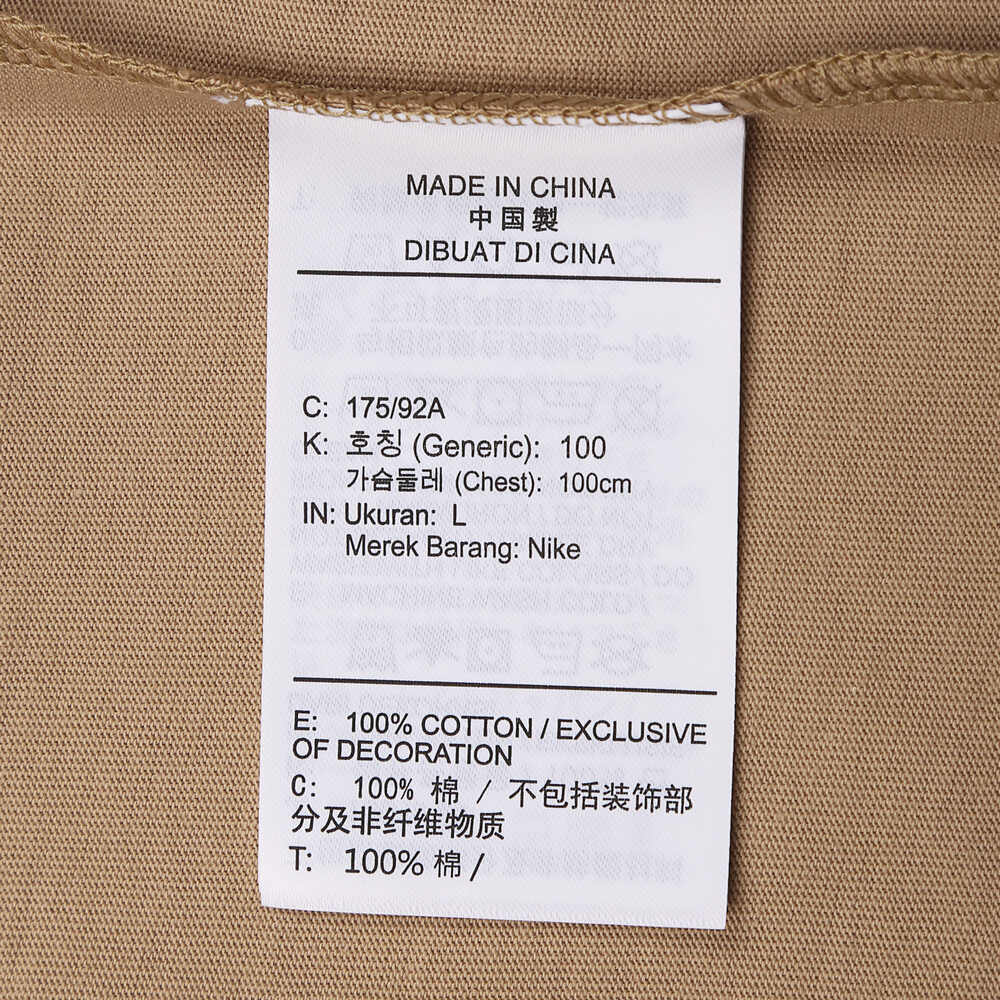 MADE IN CHINA
中国製
DIBUAT DI CINA
C: 175/92A
K: 호칭 (Generic): 100
가슴둘레 (Chest): 100cm
IN: Ukuran: L
Merek Barang: Nike
E: 100% COTTON / EXCLUSIVE
OF DECORATION
C: 100% 棉 / 不包括装饰部
分及非纤维物质
T: 100% 棉 /